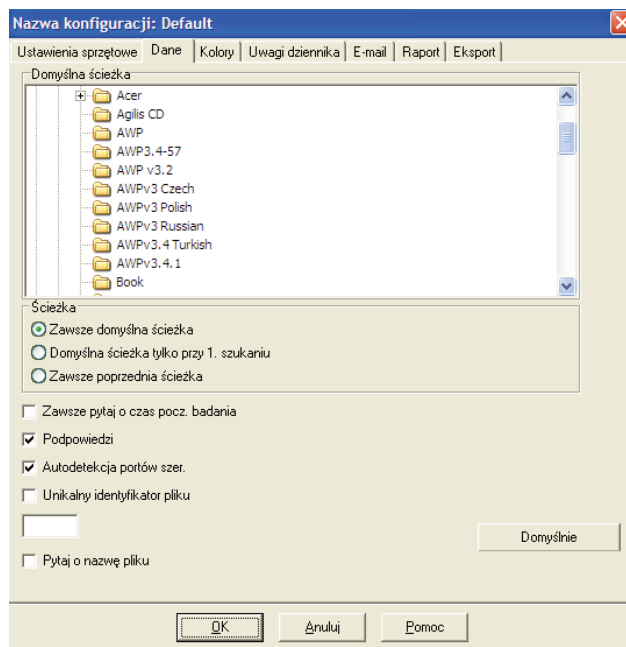 Nazwa konfiguracji: Default
Ustawienia sprzętowe Dane Kolory Uwagi dziennika E-mail Raport Eksport
Domyślna ścieżka
Acer
Agilis CD
AWP
AWP3.4-57
AWP v3.2
AWPv3 Czech
AWPv3 Polish
AWPv3 Russian
AWPv3.4 Turkish
AWPv3.4.1
Book
Ścieżka
Zawsze domyślna ścieżka
Domyślna ścieżka tylko przy 1. szukaniu
Zawsze poprzednia ścieżka
Zawsze pytaj o czas pocz. badania
Podpowiedzi
Autodetekcja portów szer.
Unikalny identyfikator pliku
Domyślnie
Pytaj o nazwę pliku
OK Anuluj Pomoc